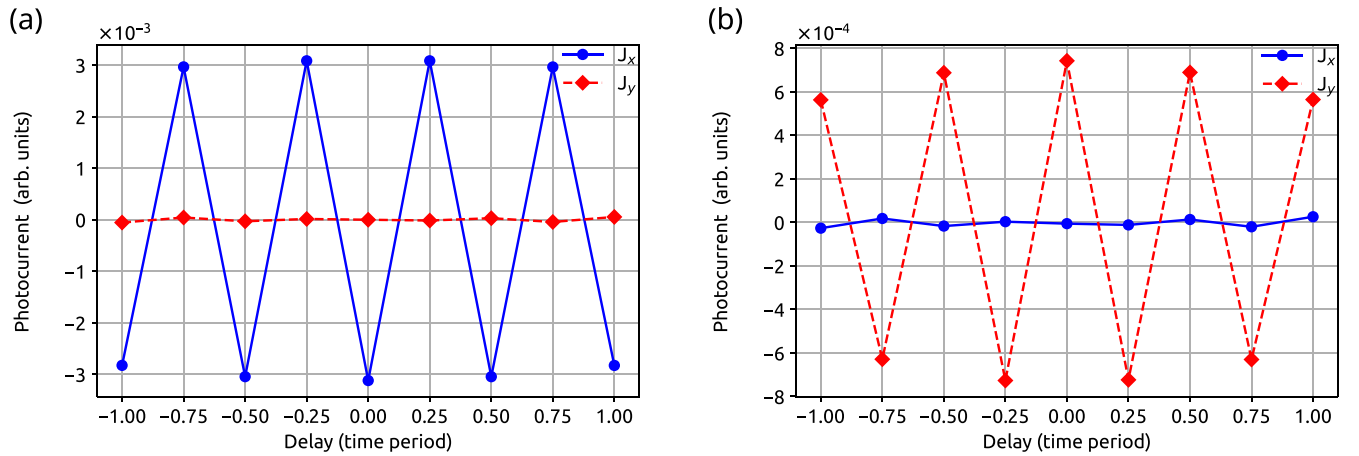 (a)
×10⁻³
3
2
1
0
−1
−2
−3
Photocurrent (arb. units)
Jₓ
J_y
−1.00 −0.75 −0.50 −0.25 0.00 0.25 0.50 0.75 1.00
Delay (time period)
(b)
×10⁻⁴
8
6
4
2
0
−2
−4
−6
−8
Photocurrent (arb. units)
Jₓ
J_y
−1.00 −0.75 −0.50 −0.25 0.00 0.25 0.50 0.75 1.00
Delay (time period)